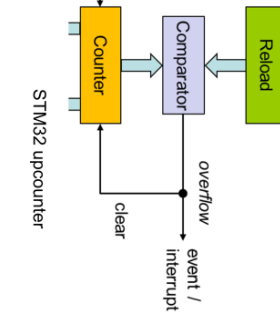 Reload
Comparator
Counter
overflow
clear
event /
interrupt
STM32 upcounter